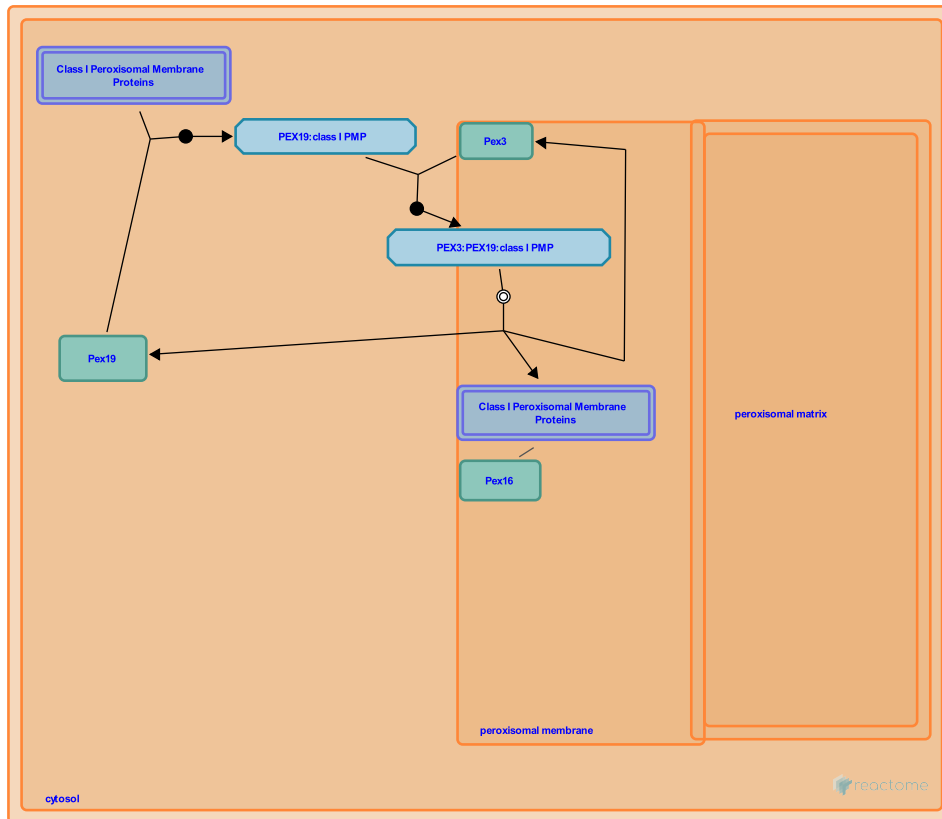 Class I Peroxisomal Membrane
Proteins
PEX19:class I PMP
Pex3
PEX3:PEX19:class I PMP
Pex19
Class I Peroxisomal Membrane
Proteins
peroxisomal matrix
Pex16
peroxisomal membrane
reactome
cytosol